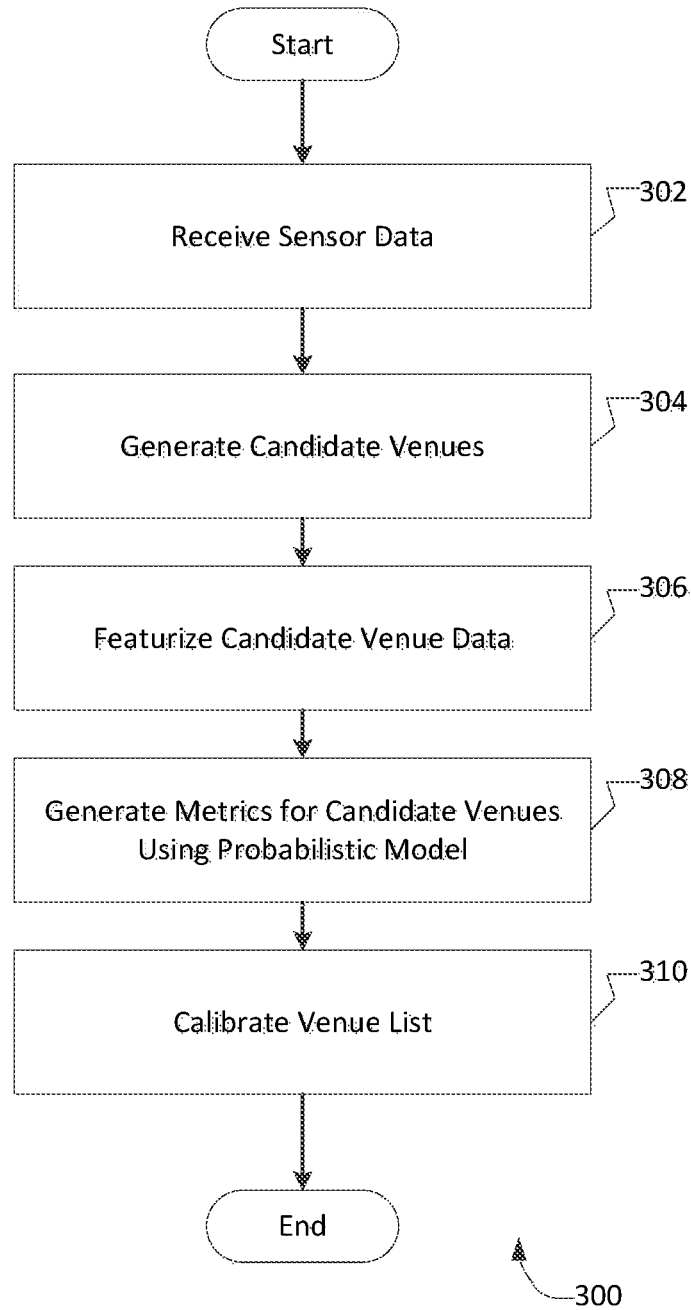 Start
302
Receive Sensor Data
304
Generate Candidate Venues
306
Featurize Candidate Venue Data
308
Generate Metrics for Candidate Venues
Using Probabilistic Model
310
Calibrate Venue List
End
300